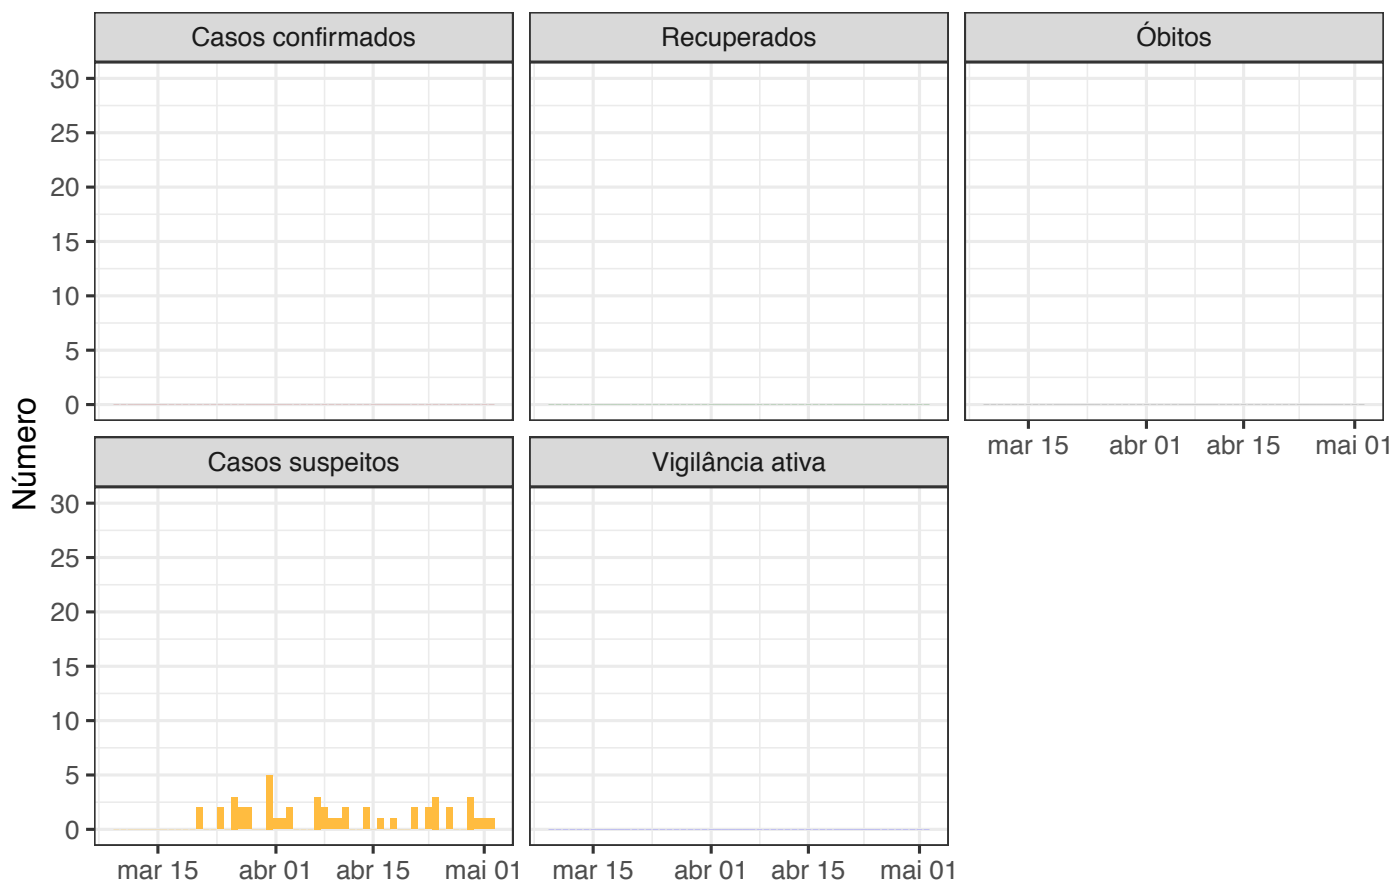 Casos confirmados
Recuperados
Óbitos
30
25
20
15
10
5
0
mar 15
abr 01
abr 15
mai 01
Número
Casos suspeitos
Vigilância ativa
30
25
20
15
10
5
0
mar 15
abr 01
abr 15
mai 01
mar 15
abr 01
abr 15
mai 01